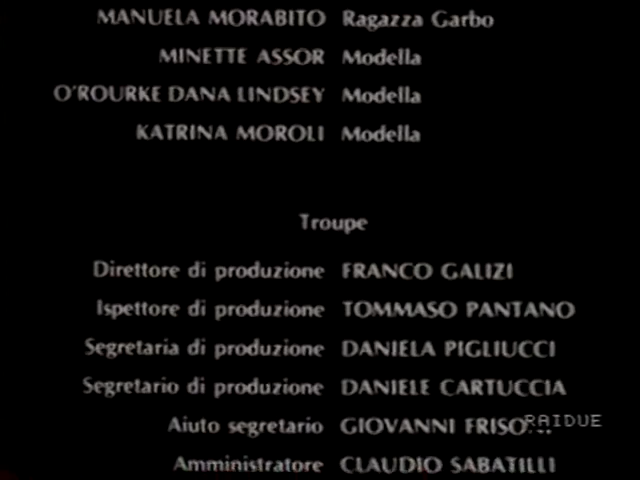 MANUELA MORABITO Ragazza Garbo
MINETTE ASSOR Modella
O'ROURKE DANA LINDSEY Modella
KATRINA MOROLI Modella
Troupe
Direttore di produzione FRANCO GALIZI
Ispettore di produzione TOMMASO PANTANO
Segretaria di produzione DANIELA PIGLIUCCI
Segretario di produzione DANIELE CARTUCCIA
Aiuto segretario GIOVANNI
RAIDUE
Amministratore CLAUDIO SABATILLI